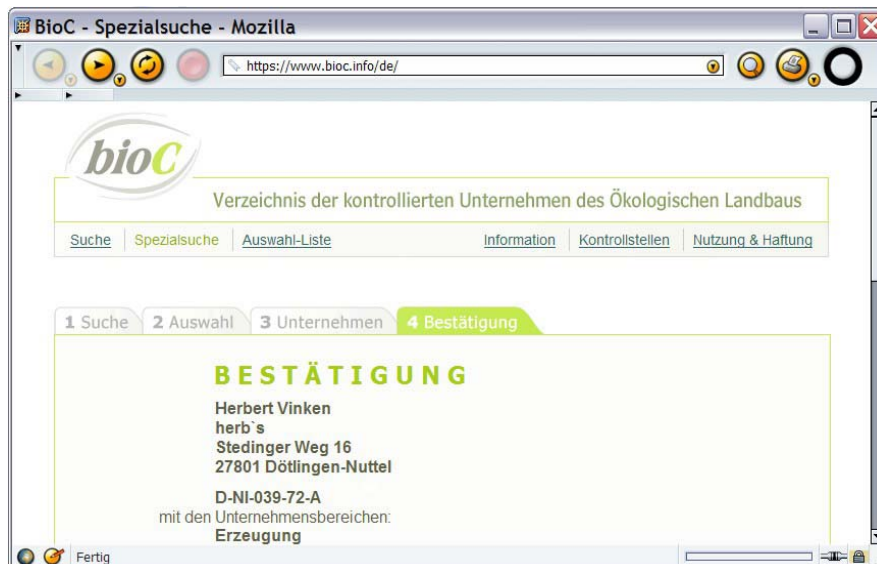 BioC - Spezialsuche - Mozilla
https://www.bioc.info/de/
bioC
Verzeichnis der kontrollierten Unternehmen des Ökologischen Landbaus
Suche Spezialsuche Auswahl-Liste Information Kontrollstellen Nutzung & Haftung
1 Suche 2 Auswahl 3 Unternehmen 4 Bestätigung
BESTÄTIGUNG
Herbert Vinken
herb`s
Stedinger Weg 16
27801 Dötlingen-Nuttel
D-NI-039-72-A
mit den Unternehmensbereichen:
Erzeugung
Fertig